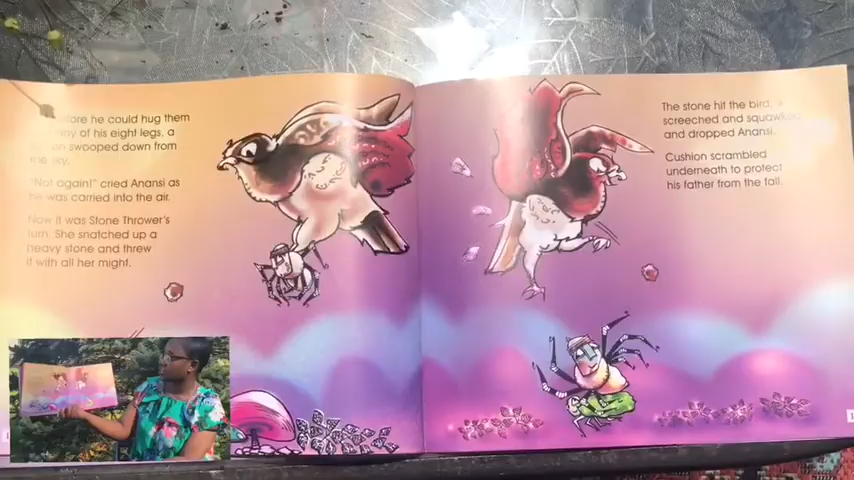 fore he could hug them
ny of his eight legs, a
on swooped down from
the sky.
"Not again!" cried Anansi as
he was carried into the air.
Now it was Stone Thrower's
turn. She snatched up a
heavy stone and threw
it with all her might.
The stone hit the bird,
screeched and squawked
and dropped Anansi.
Cushion scrambled
underneath to protect
his father from the fall.